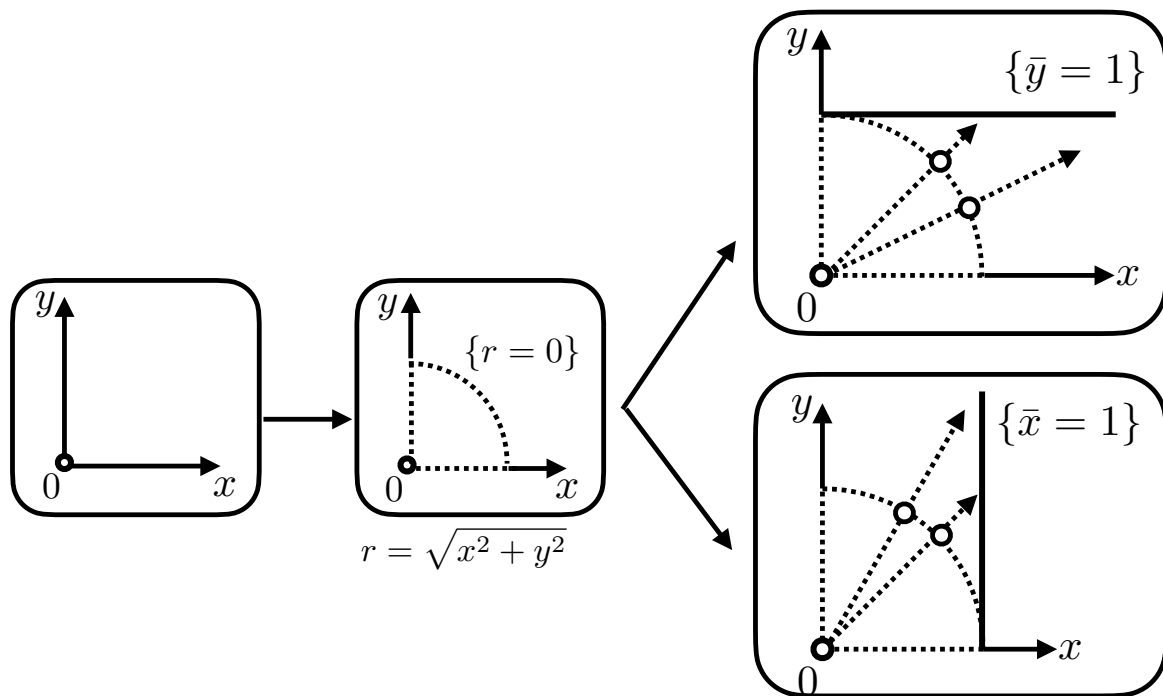 y
0
x
y
{r = 0}
0
x
r = √(x² + y²)
y
{ȳ = 1}
0
x
y
{x̄ = 1}
0
x